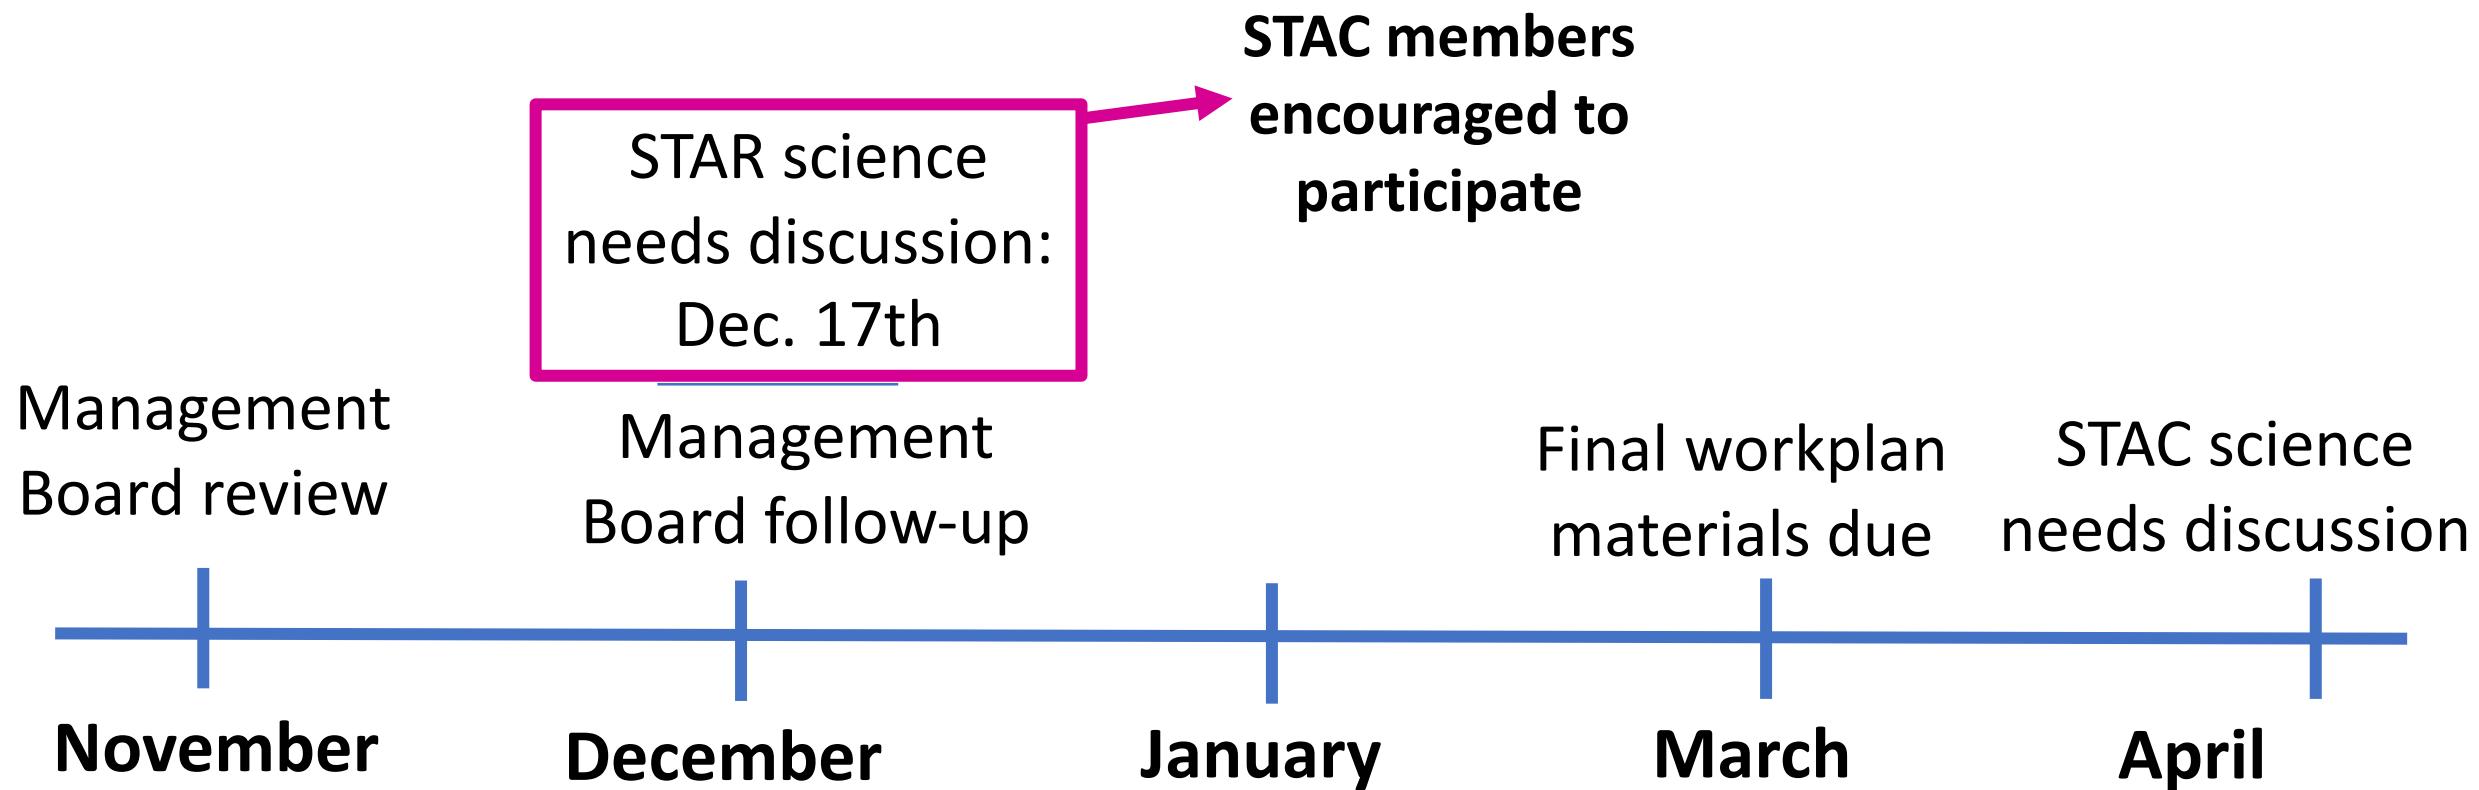 STAC members
encouraged to
participate
STAR science
needs discussion:
Dec. 17th
Management
Board review
Management
Board follow-up
Final workplan
materials due
STAC science
needs discussion
November
December
January
March
April